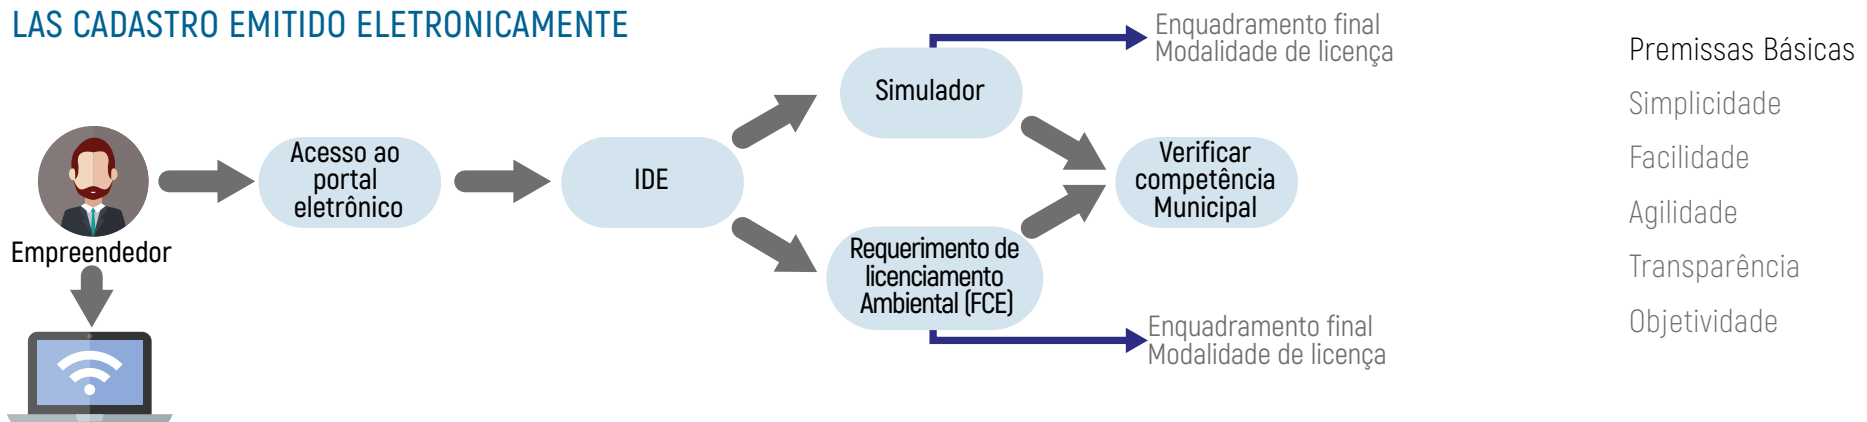 LAS CADASTRO EMITIDO ELETRONICAMENTE
Empreendedor
Acesso ao
portal
eletrônico
IDE
Simulador
Enquadramento final
Modalidade de licença
Requerimento de
licenciamento
Ambiental (FCE)
Enquadramento final
Modalidade de licença
Verificar
competência
Municipal
Premissas Básicas
Simplicidade
Facilidade
Agilidade
Transparência
Objetividade